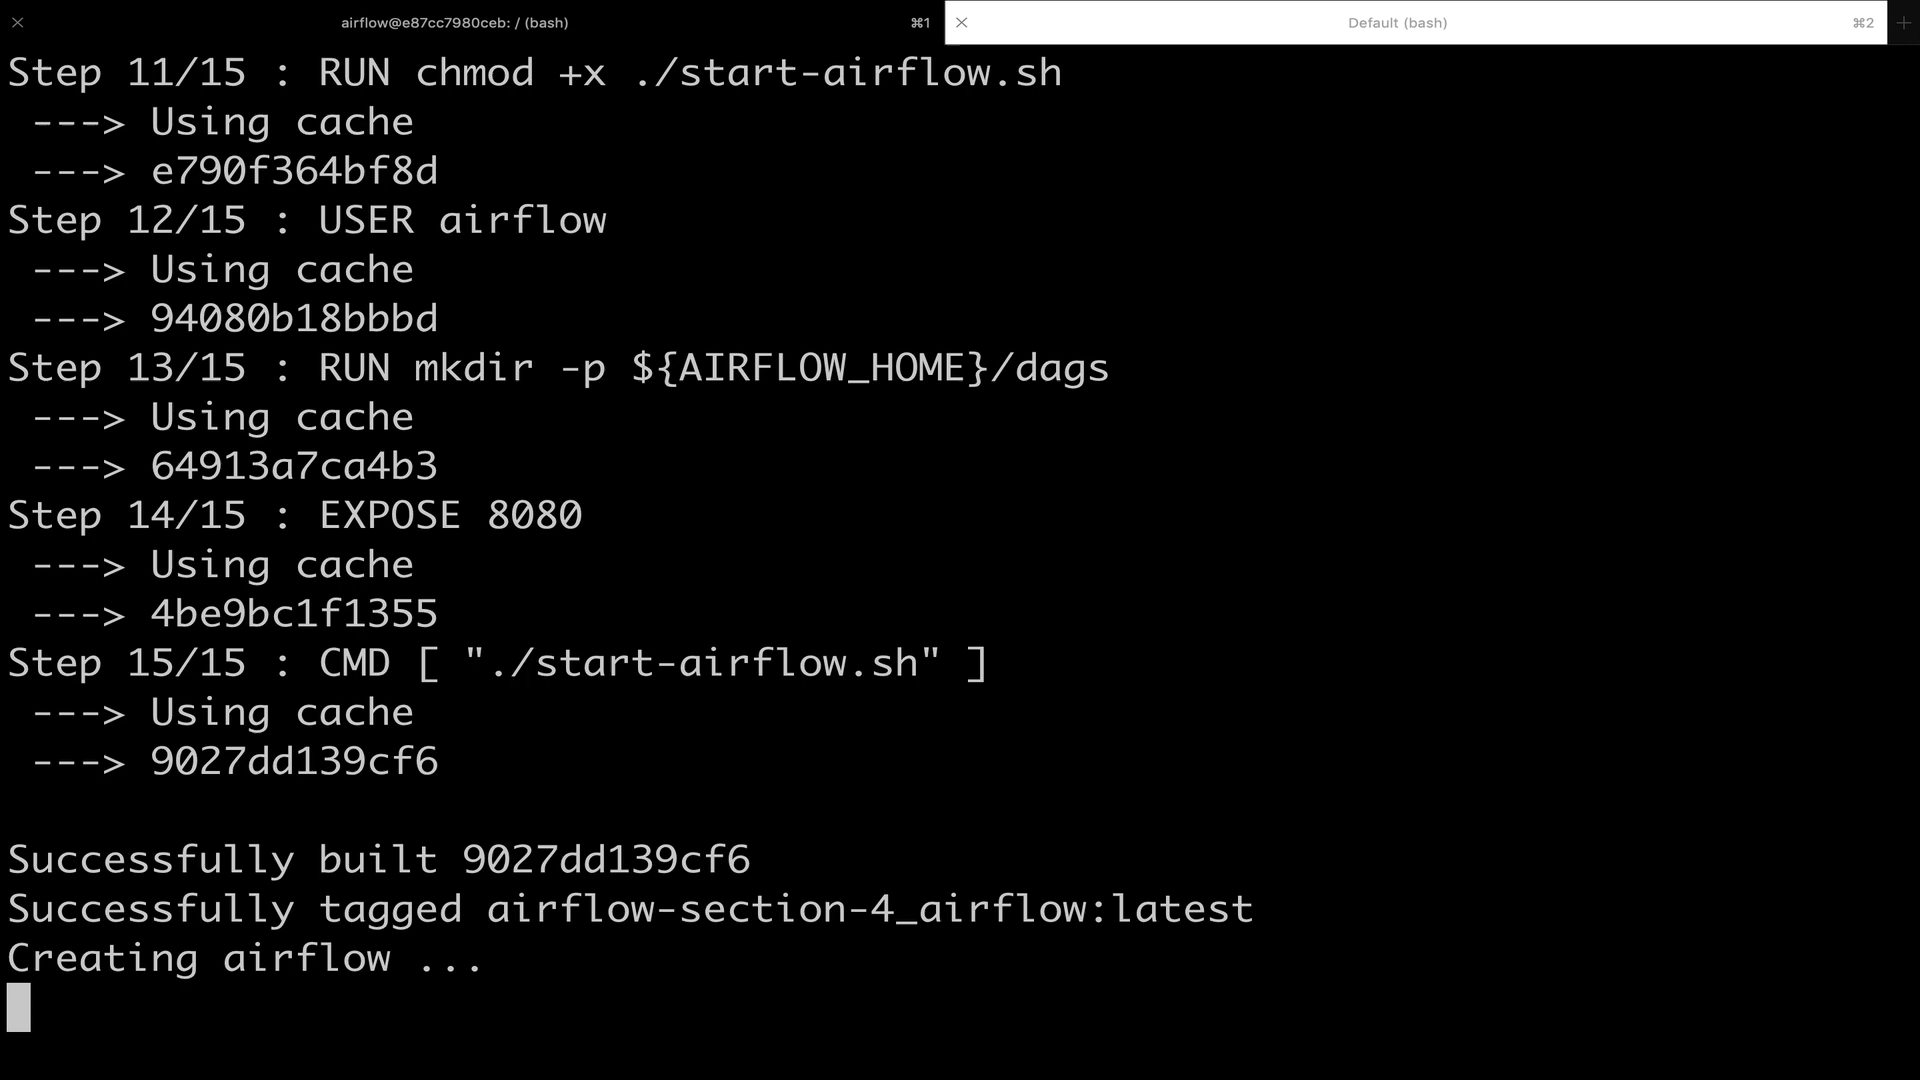 airflow@e87cc7980ceb: / (bash) ⌘1 Default (bash) ⌘2
Step 11/15 : RUN chmod +x ./start-airflow.sh
---> Using cache
---> e790f364bf8d
Step 12/15 : USER airflow
---> Using cache
---> 94080b18bbbd
Step 13/15 : RUN mkdir -p ${AIRFLOW_HOME}/dags
---> Using cache
---> 64913a7ca4b3
Step 14/15 : EXPOSE 8080
---> Using cache
---> 4be9bc1f1355
Step 15/15 : CMD [ "./start-airflow.sh" ]
---> Using cache
---> 9027dd139cf6
Successfully built 9027dd139cf6
Successfully tagged airflow-section-4_airflow:latest
Creating airflow ...